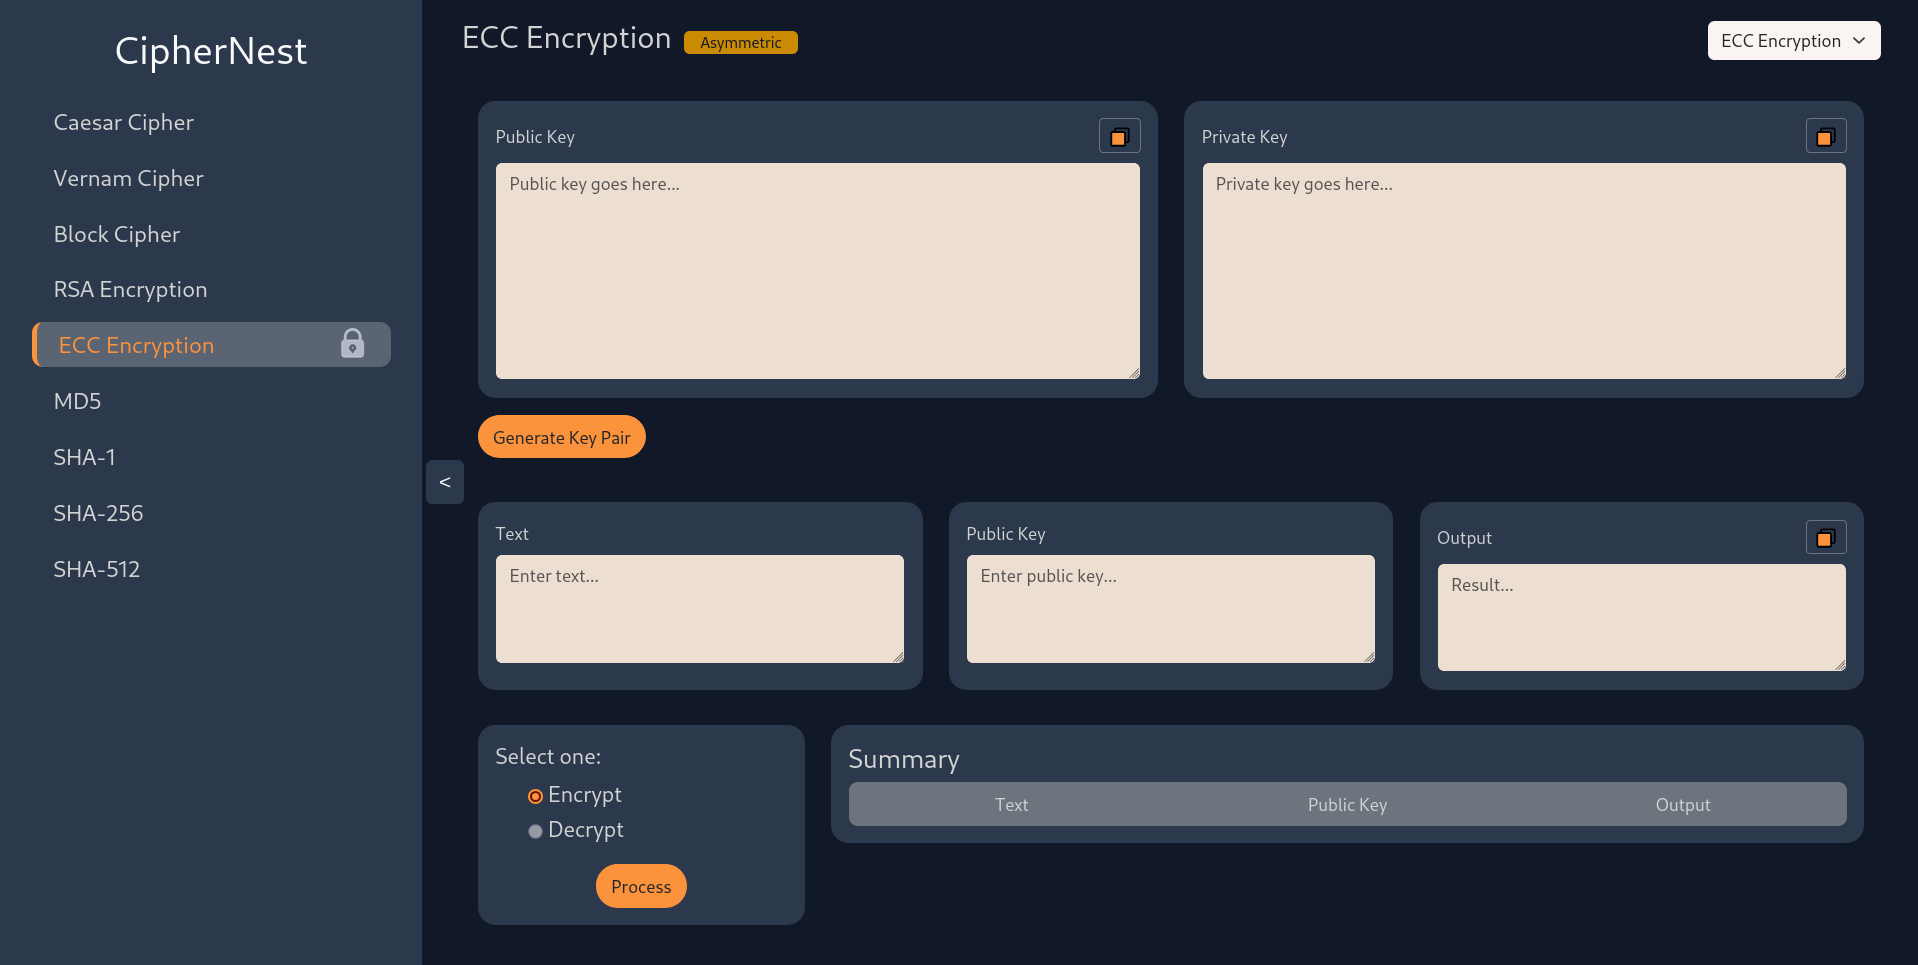 CipherNest
Caesar Cipher
Vernam Cipher
Block Cipher
RSA Encryption
ECC Encryption
MD5
SHA-1
SHA-256
SHA-512
<
ECC Encryption
Asymmetric
ECC Encryption
Public Key
Public key goes here...
Private Key
Private key goes here...
Generate Key Pair
Text
Enter text...
Public Key
Enter public key...
Output
Result...
Select one:
Encrypt
Decrypt
Process
Summary
Text Public Key Output